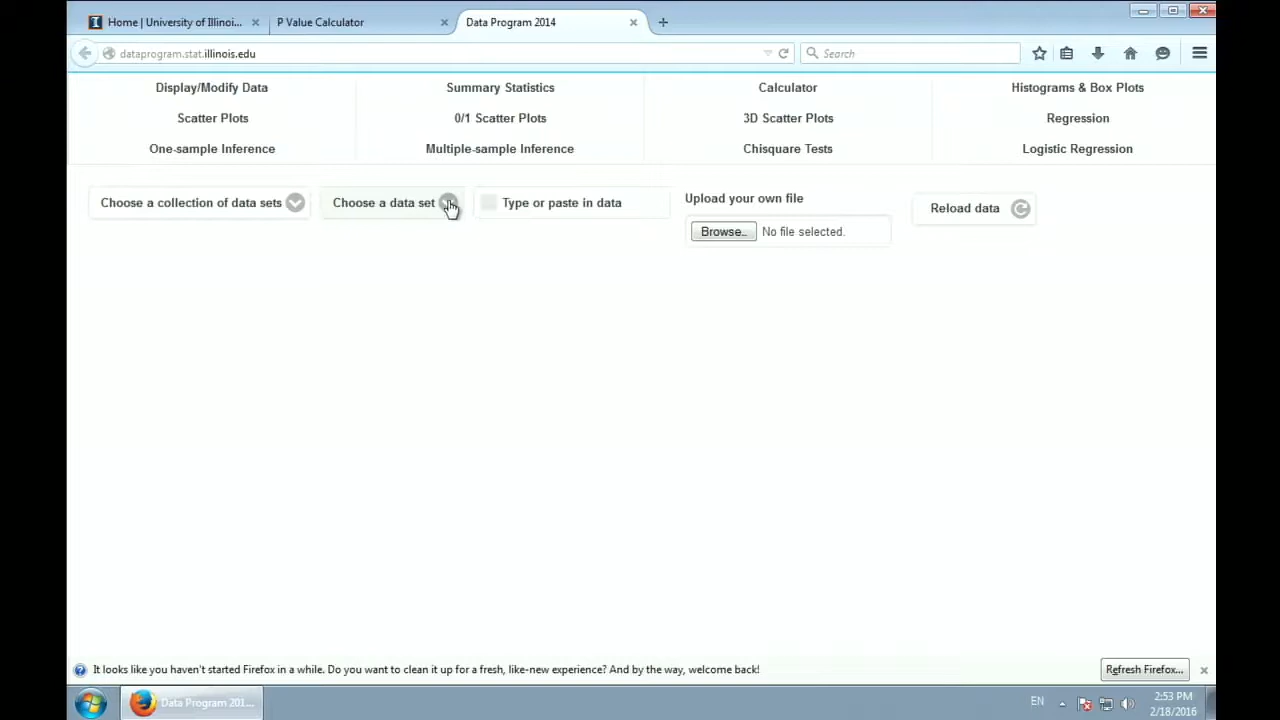 Home | University of Illinoi...
P Value Calculator
Data Program 2014
dataprogram.stat.illinois.edu
Search
Display/Modify Data
Summary Statistics
Calculator
Histograms & Box Plots
Scatter Plots
0/1 Scatter Plots
3D Scatter Plots
Regression
One-sample Inference
Multiple-sample Inference
Chisquare Tests
Logistic Regression
Choose a collection of data sets
Choose a data set
Type or paste in data
Upload your own file
Browse..
No file selected.
Reload data
It looks like you haven't started Firefox in a while. Do you want to clean it up for a fresh, like-new experience? And by the way, welcome back!
Refresh Firefox...
Data Program 201...
EN
2:53 PM
2/18/2016